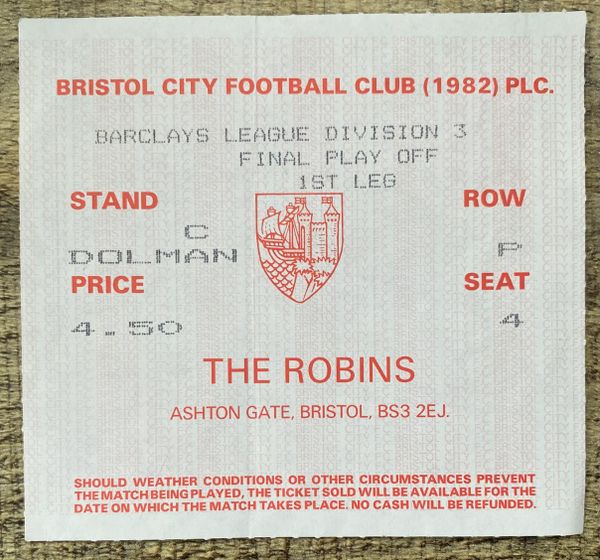 BRISTOL CITY FOOTBALL CLUB (1982) PLC.
BARCLAYS LEAGUE DIVISION 3
FINAL PLAY OFF
1ST LEG
STAND
ROW
C
DOLMAN
P
PRICE
SEAT
4.50
4
THE ROBINS
ASHTON GATE, BRISTOL, BS3 2EJ.
SHOULD WEATHER CONDITIONS OR OTHER CIRCUMSTANCES PREVENT
THE MATCH BEING PLAYED, THE TICKET SOLD WILL BE AVAILABLE FOR THE
DATE ON WHICH THE MATCH TAKES PLACE. NO CASH WILL BE REFUNDED.